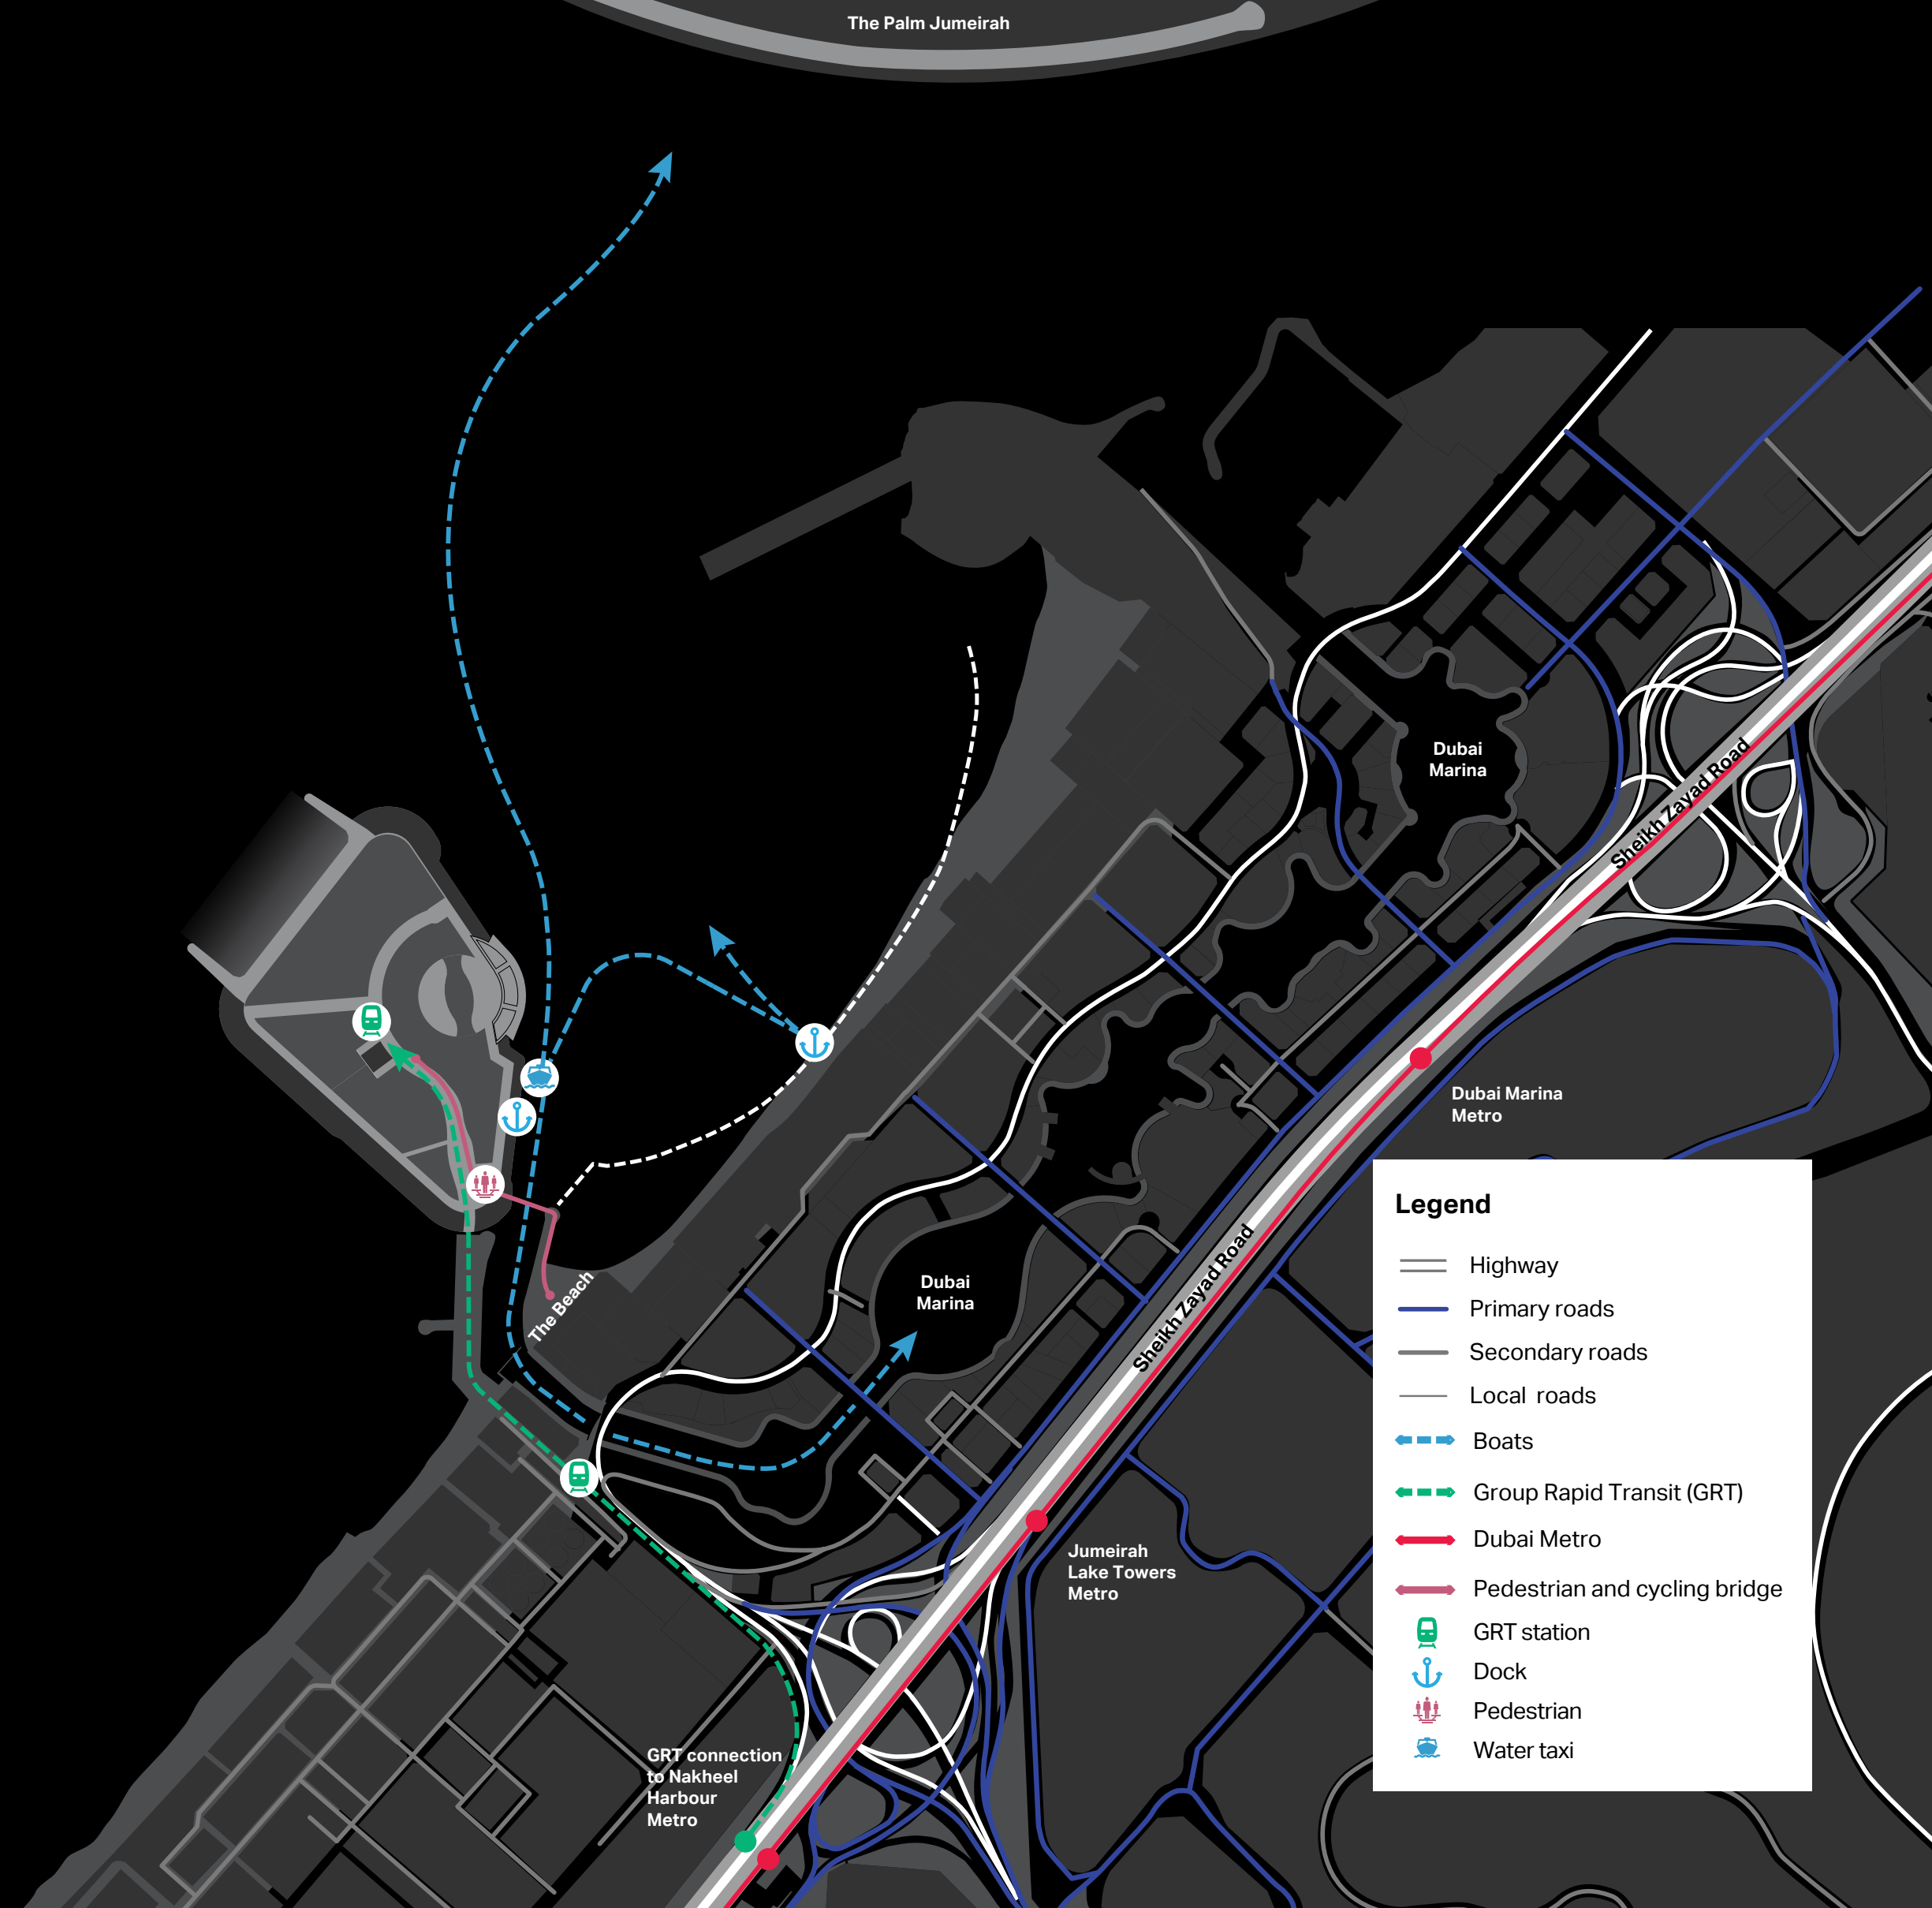 The Palm Jumeirah
Dubai
Marina
Sheikh Zayad Road
Dubai Marina
Metro
Sheikh Zayad Road
Dubai
Marina
The Beach
Jumeirah
Lake Towers
Metro
GRT connection
to Nakheel
Harbour
Metro
Legend
Highway
Primary roads
Secondary roads
Local roads
Boats
Group Rapid Transit (GRT)
Dubai Metro
Pedestrian and cycling bridge
GRT station
Dock
Pedestrian
Water taxi